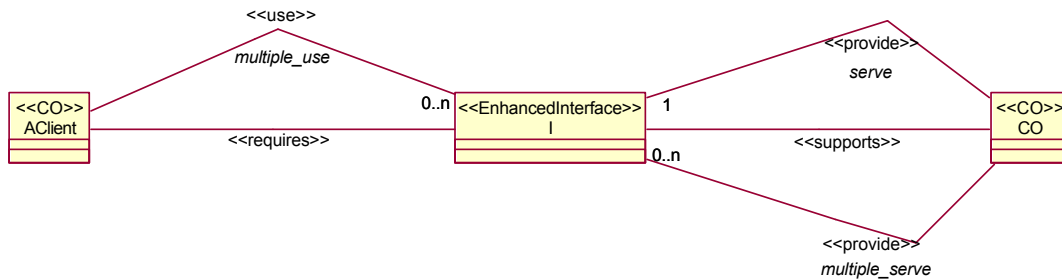 <<use>>
multiple_use
<<provide>>
serve
<<CO>>
AClient
0..n
<<EnhancedInterface>>
I
1
<<CO>>
CO
<<requires>>
<<supports>>
0..n
<<provide>>
multiple_serve